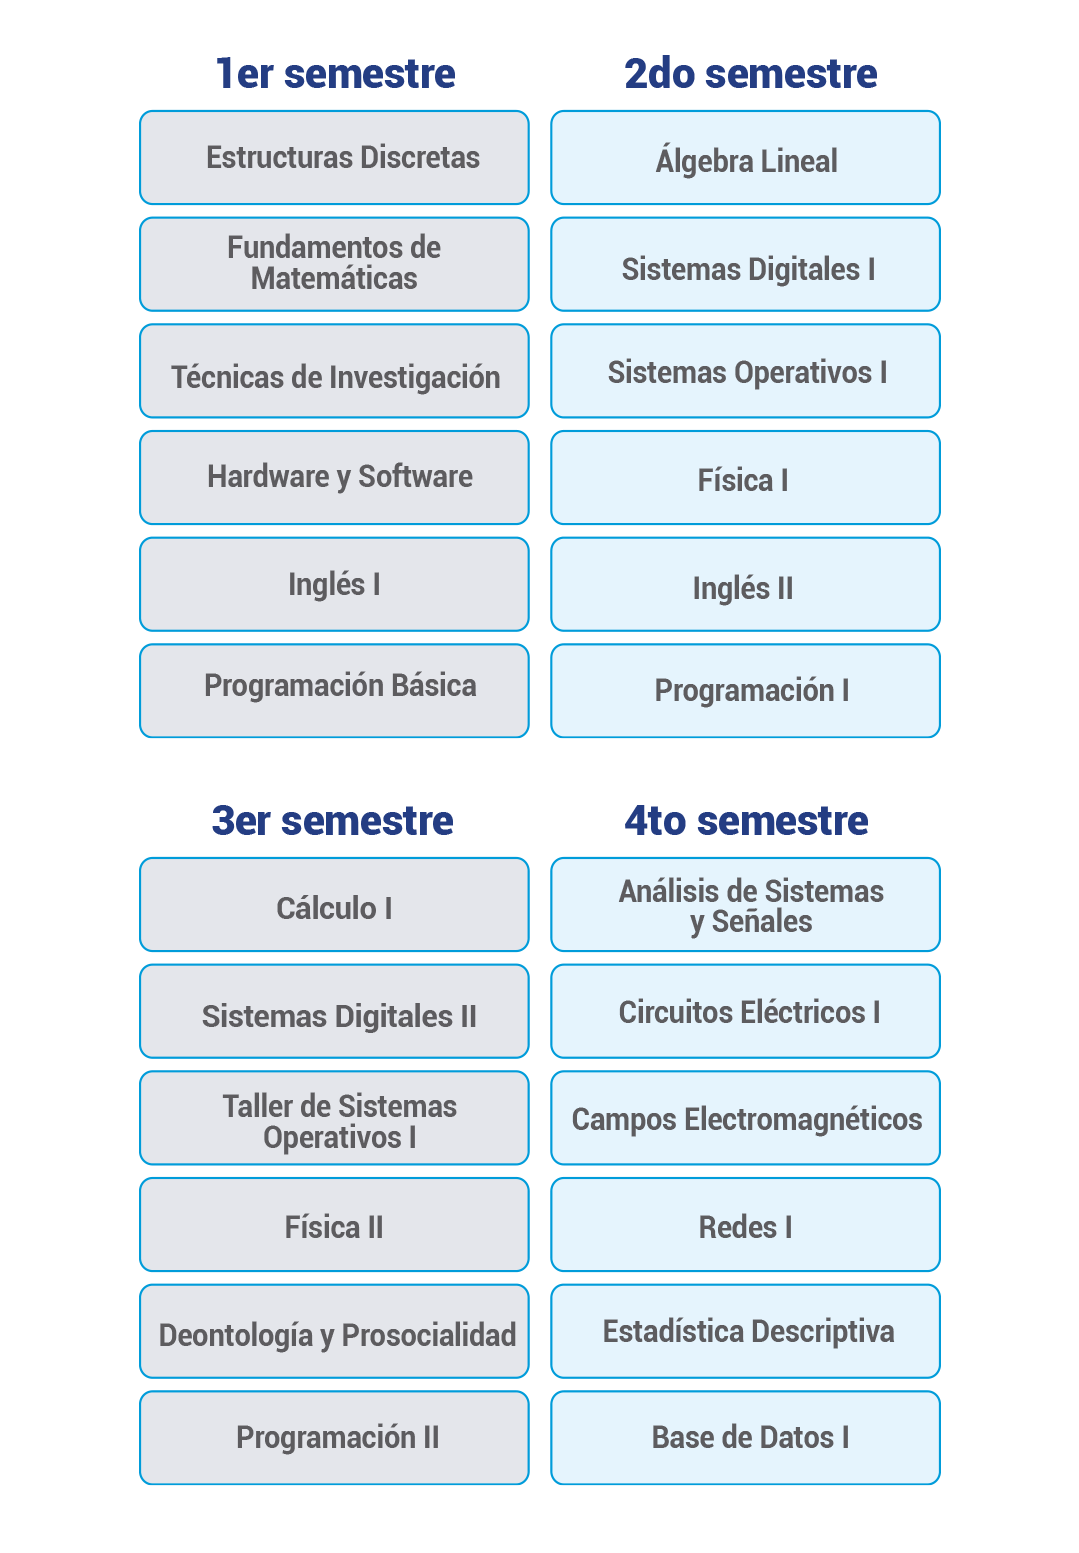 1er semestre
Estructuras Discretas
Fundamentos de
Matemáticas
Técnicas de Investigación
Hardware y Software
Inglés I
Programación Básica
2do semestre
Álgebra Lineal
Sistemas Digitales I
Sistemas Operativos I
Física I
Inglés II
Programación I
3er semestre
Cálculo I
Sistemas Digitales II
Taller de Sistemas
Operativos I
Física II
Deontología y Prosocialidad
Programación II
4to semestre
Análisis de Sistemas
y Señales
Circuitos Eléctricos I
Campos Electromagnéticos
Redes I
Estadística Descriptiva
Base de Datos I